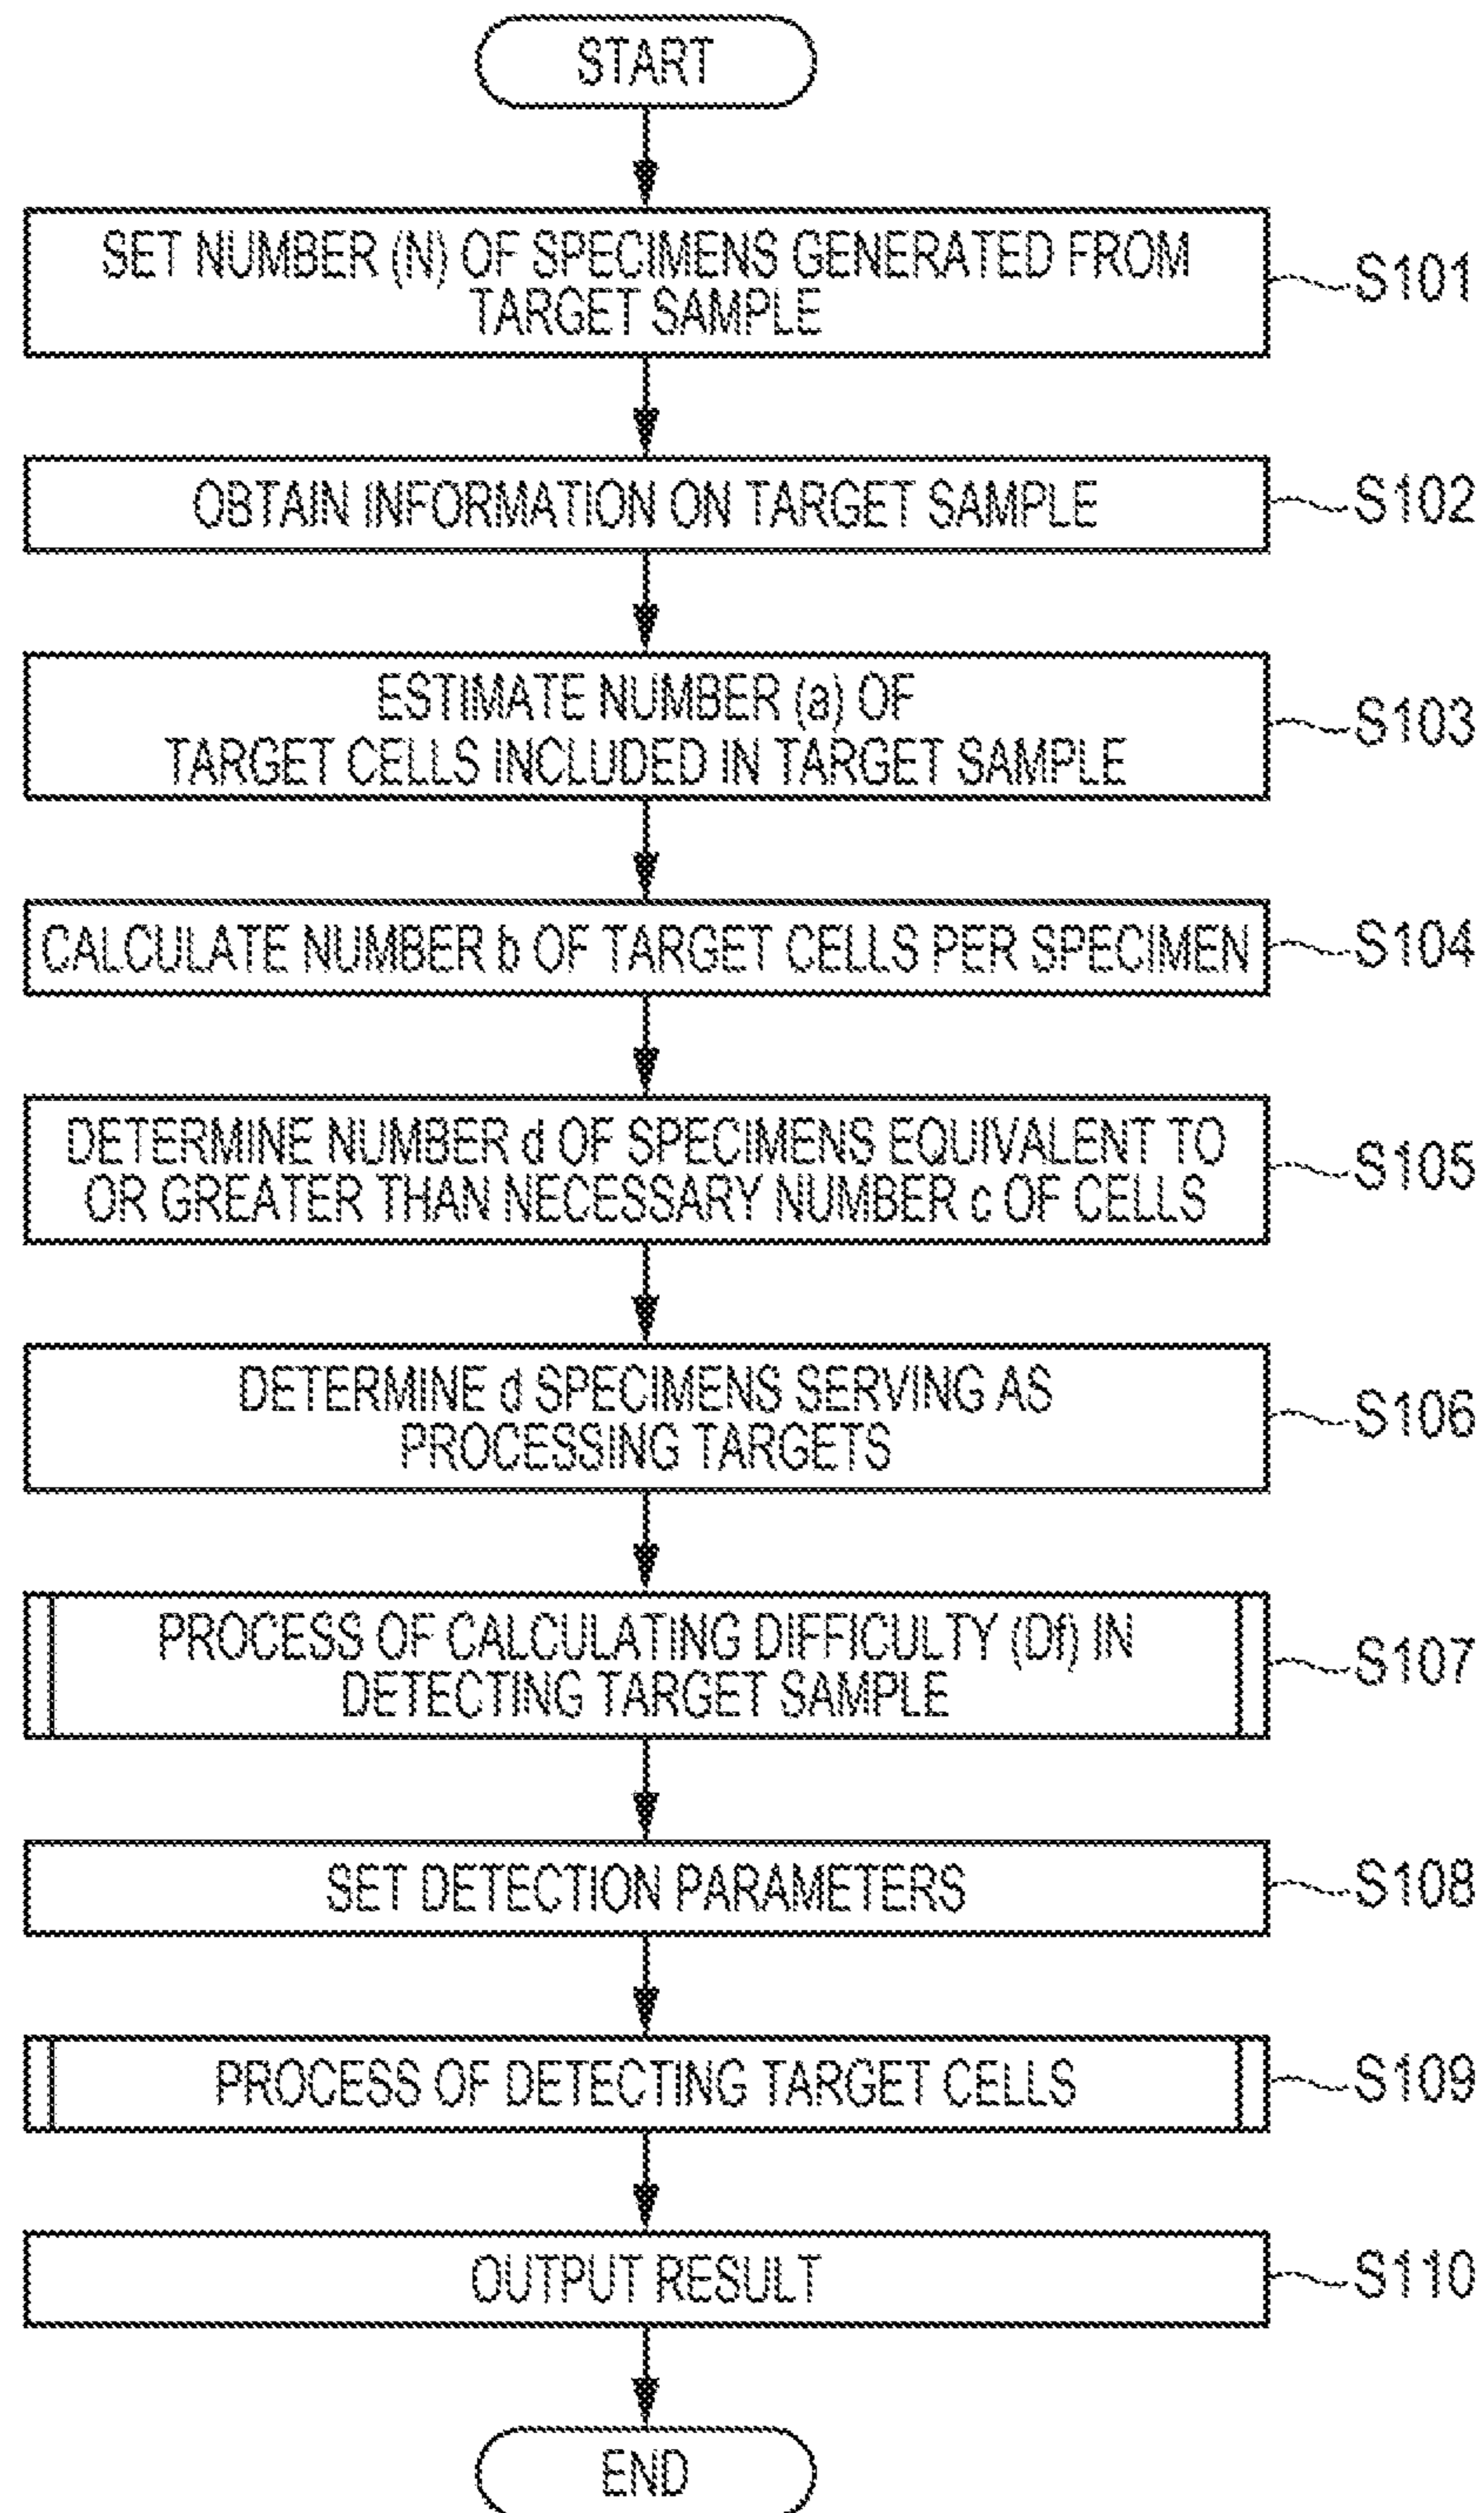 START
SET NUMBER (N) OF SPECIMENS GENERATED FROM
TARGET SAMPLE
S101
OBTAIN INFORMATION ON TARGET SAMPLE
S102
ESTIMATE NUMBER (a) OF
TARGET CELLS INCLUDED IN TARGET SAMPLE
S103
CALCULATE NUMBER b OF TARGET CELLS PER SPECIMEN
S104
DETERMINE NUMBER d OF SPECIMENS EQUIVALENT TO
OR GREATER THAN NECESSARY NUMBER c OF CELLS
S105
DETERMINE d SPECIMENS SERVING AS
PROCESSING TARGETS
S106
PROCESS OF CALCULATING DIFFICULTY (Df) IN
DETECTING TARGET SAMPLE
S107
SET DETECTION PARAMETERS
S108
PROCESS OF DETECTING TARGET CELLS
S109
OUTPUT RESULT
S110
END